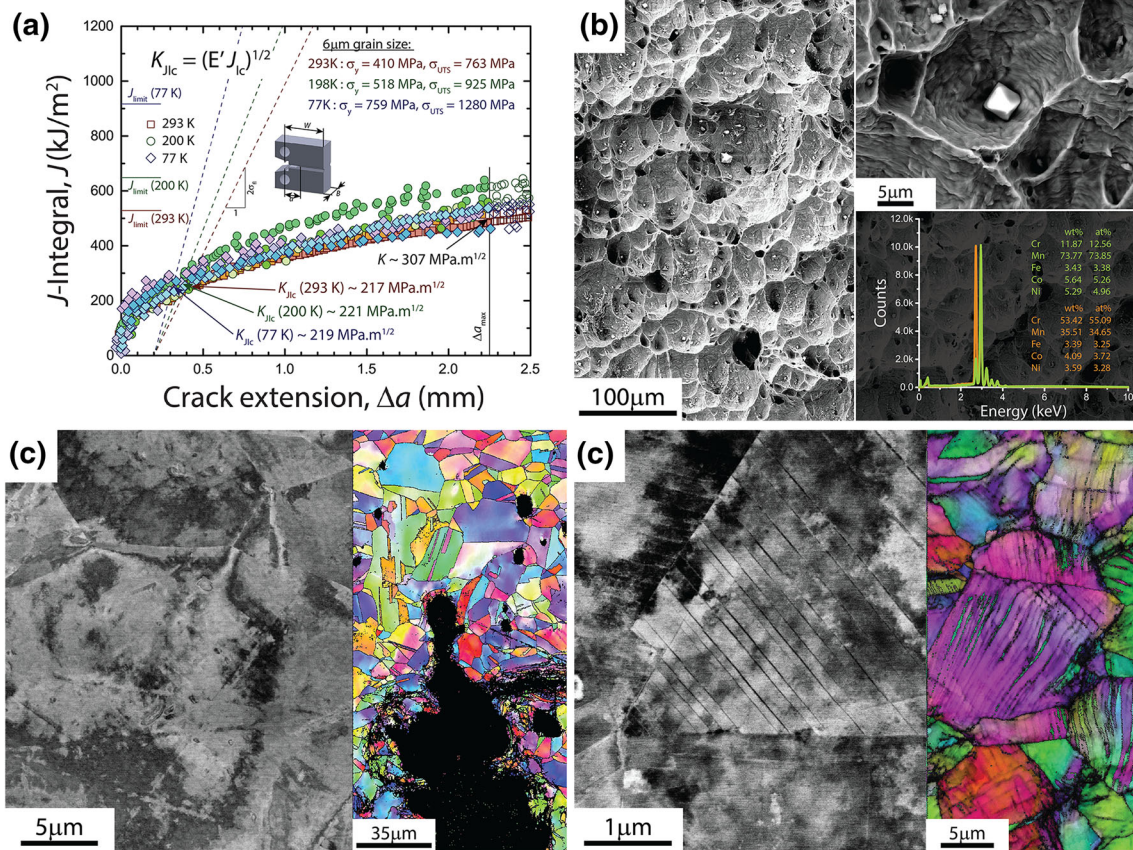 (a)
1200
1000
800
600
400
200
0
J-Integral, J (kJ/m²)
0.0 0.5 1.0 1.5 2.0 2.5
Crack extension, Δa (mm)
K_JIc = (E′ J_Ic)^1/2
6μm grain size:
293K : σ_y = 410 MPa, σ_UTS = 763 MPa
198K : σ_y = 518 MPa, σ_UTS = 925 MPa
77K : σ_y = 759 MPa, σ_UTS = 1280 MPa
J_limit (77 K)
293 K
200 K
77 K
J_limit (200 K)
J_limit (293 K)
W
B
1
K ~ 307 MPa.m^1/2
K_JIc (293 K) ~ 217 MPa.m^1/2
K_JIc (200 K) ~ 221 MPa.m^1/2
K_JIc (77 K) ~ 219 MPa.m^1/2
Δa_max
(b)
100μm
5μm
12.0k
10.0k
8.0k
6.0k
4.0k
2.0k
0.0
Counts
0 2 4 6 8 10
Energy (keV)
wt% at%
Cr 11.87 12.56
Mn 73.77 73.85
Fe 3.43 3.38
Co 5.64 5.26
Ni 5.29 4.96
wt% at%
Cr 53.42 55.09
Mn 35.51 34.65
Fe 3.39 3.25
Co 4.09 3.72
Ni 3.59 3.28
(c)
5μm
35μm
(c)
1μm
5μm